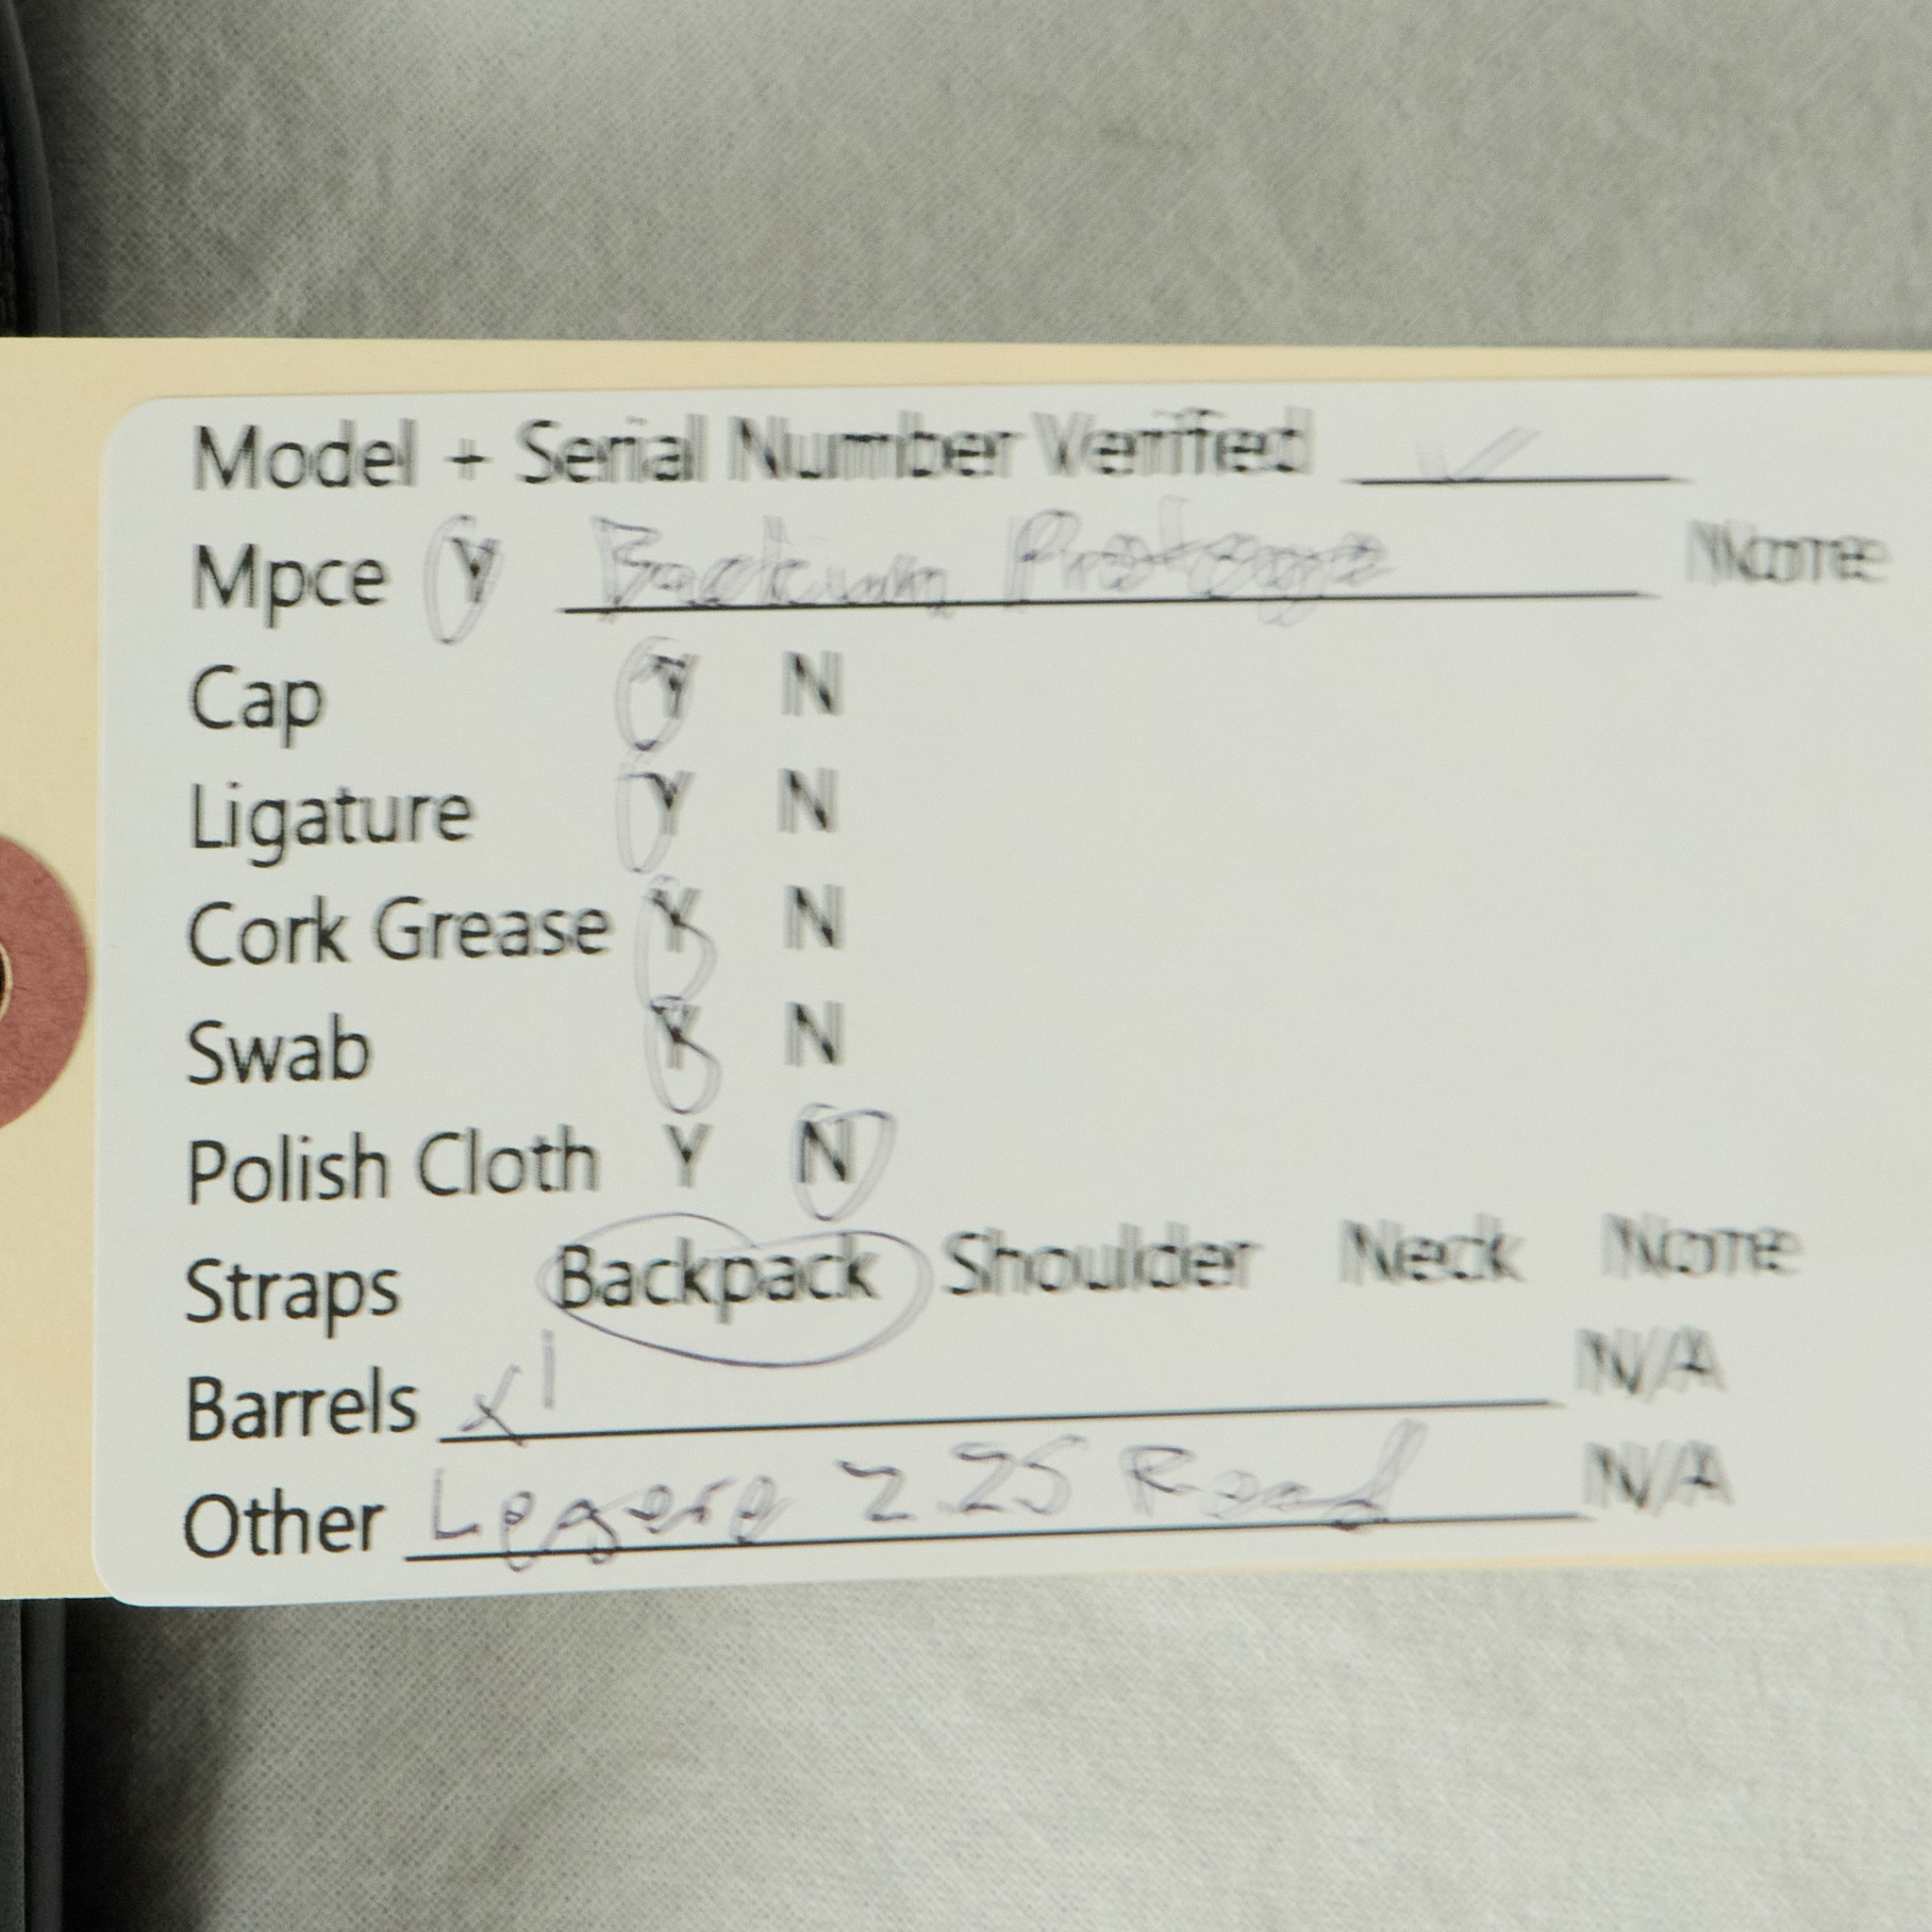 Model + Serial Number Verified ✓
Mpce Y Backun Protege None
Cap Y N
Ligature Y N
Cork Grease Y N
Swab Y N
Polish Cloth Y N
Straps Backpack Shoulder Neck None
Barrels x1 N/A
Other Legere 2.25 Reed N/A